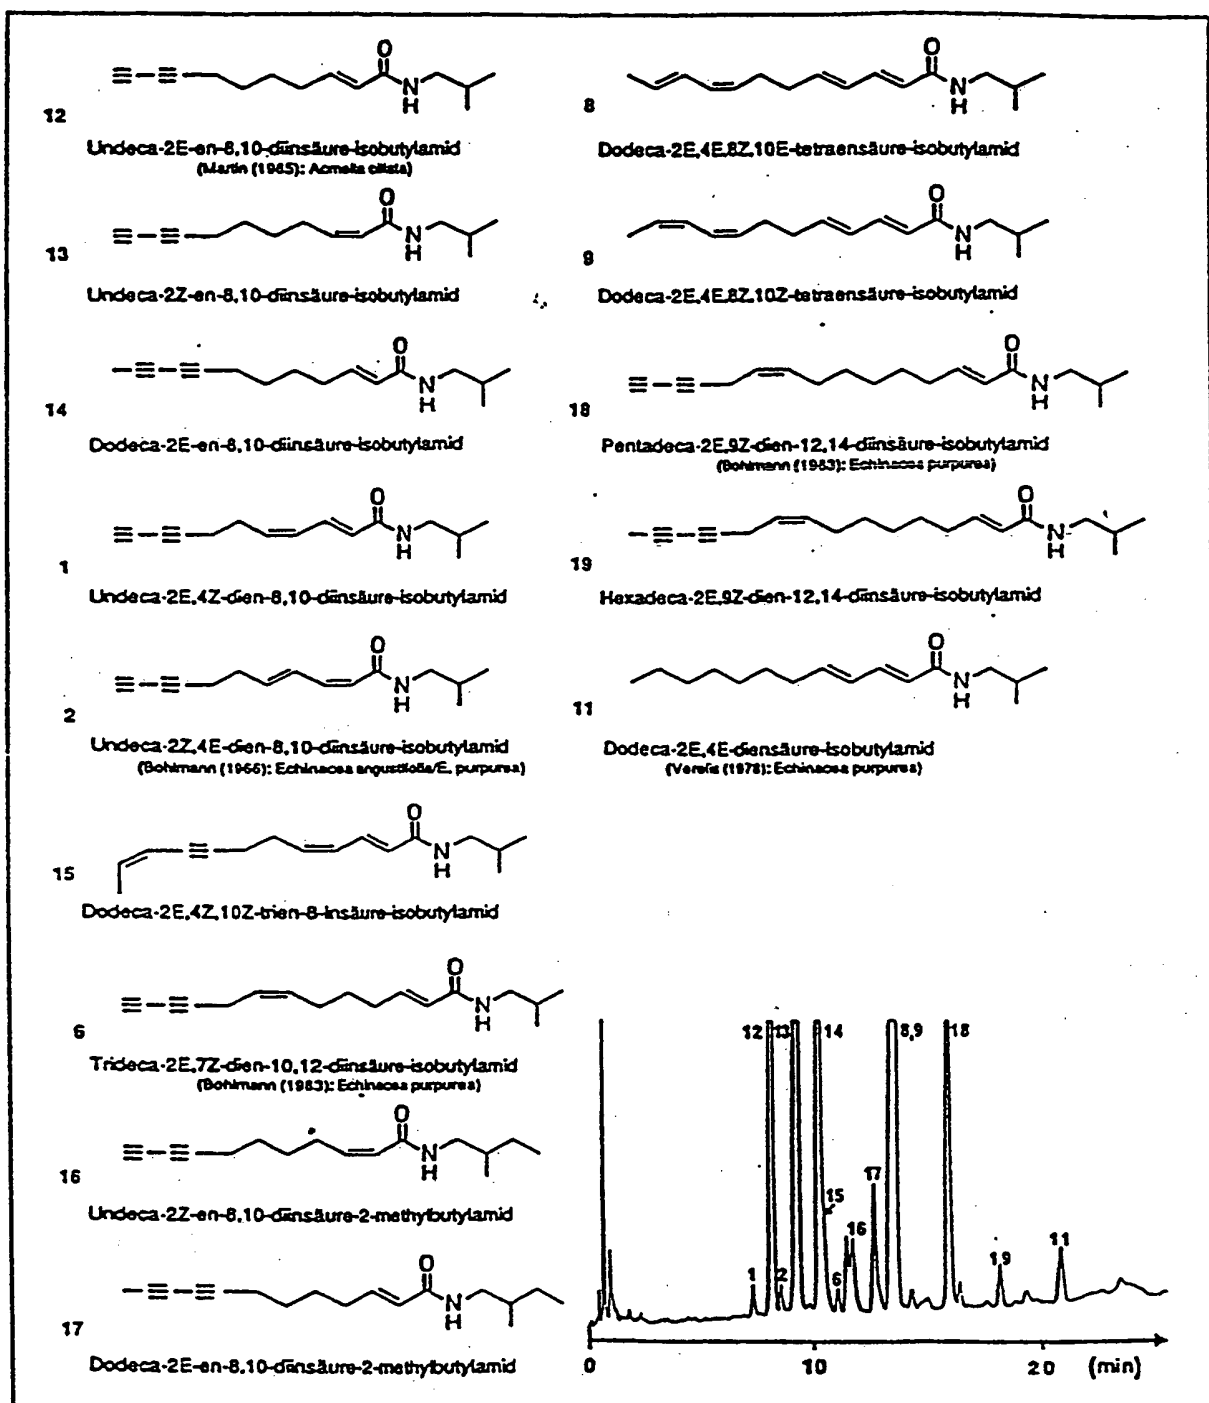 12
Undeca-2E-en-8,10-diinsäure-isobutylamid
(Martin (1985): Acmella ciliata)
13
Undeca-2Z-en-8,10-diinsäure-isobutylamid
14
Dodeca-2E-en-8,10-diinsäure-isobutylamid
1
Undeca-2E,4Z-dien-8,10-diinsäure-isobutylamid
2
Undeca-2Z,4E-dien-8,10-diinsäure-isobutylamid
(Bohlmann (1966): Echinacea angustifolia/E. purpurea)
15
Dodeca-2E,4Z,10Z-trien-8-insäure-isobutylamid
6
Trideca-2E,7Z-dien-10,12-diinsäure-isobutylamid
(Bohlmann (1983): Echinacea purpurea)
16
Undeca-2Z-en-8,10-diinsäure-2-methylbutylamid
17
Dodeca-2E-en-8,10-diinsäure-2-methylbutylamid
8
Dodeca-2E,4E,8Z,10E-tetraensäure-isobutylamid
9
Dodeca-2E,4E,8Z,10Z-tetraensäure-isobutylamid
18
Pentadeca-2E,9Z-dien-12,14-diinsäure-isobutylamid
(Bohlmann (1983): Echinacea purpurea)
19
Hexadeca-2E,9Z-dien-12,14-diinsäure-isobutylamid
11
Dodeca-2E,4E-diensäure-isobutylamid
(Verelis (1978): Echinacea purpurea)
12 13 14 8,9 18
15
17
16
1 2 6 19 11
0 10 20 (min)